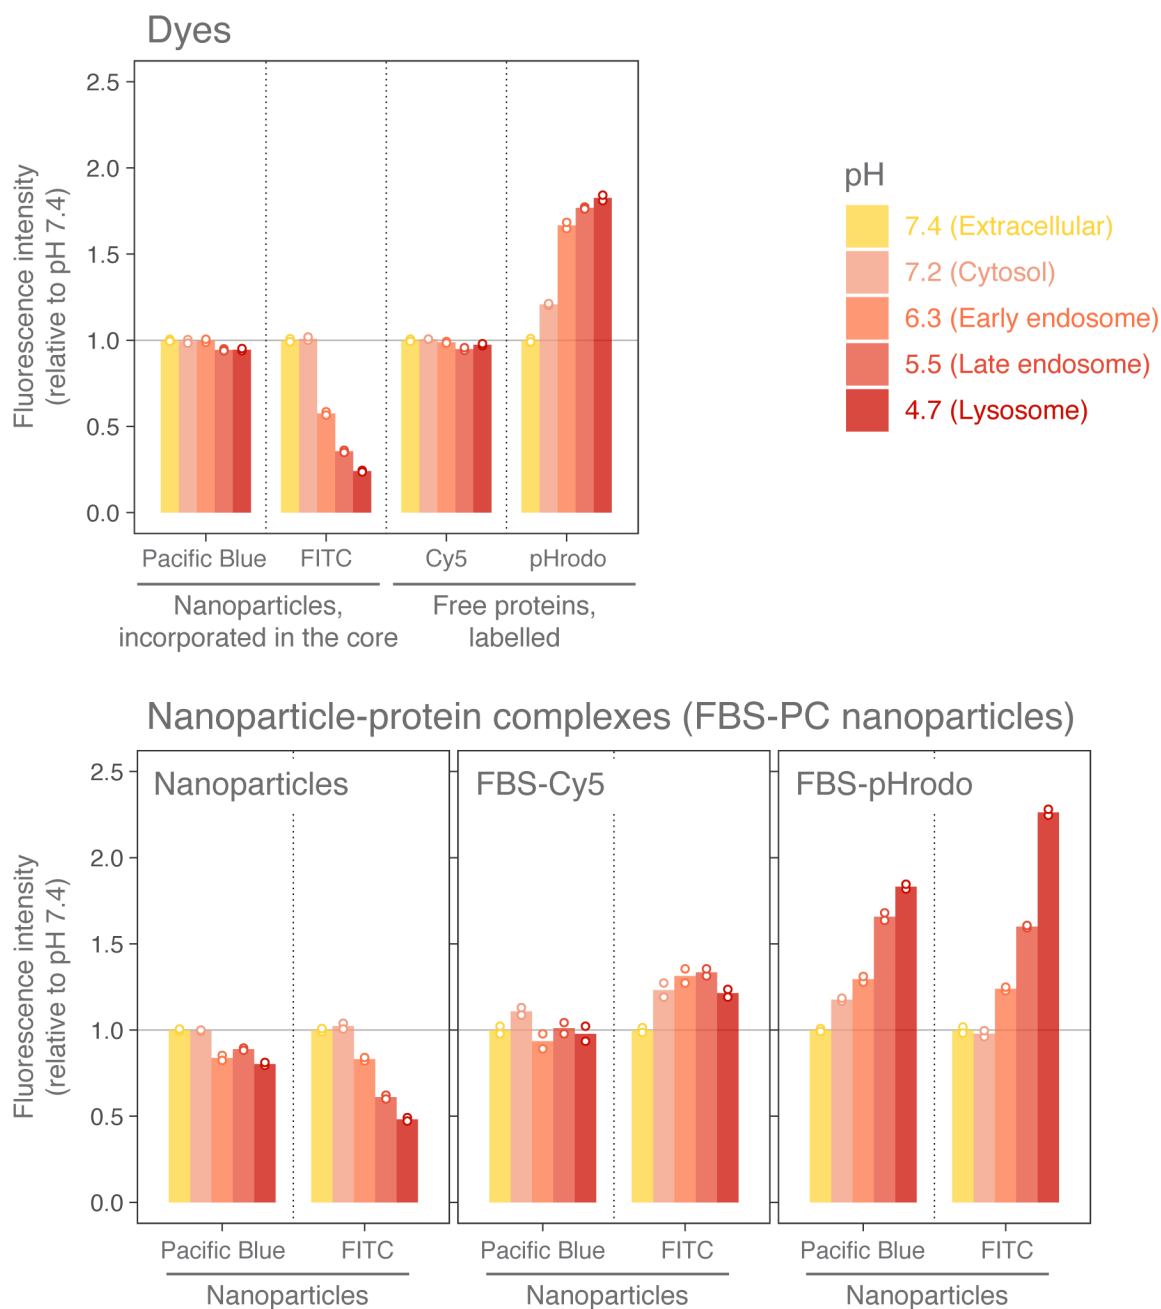 Dyes
Fluorescence intensity
(relative to pH 7.4)
2.5
2.0
1.5
1.0
0.5
0.0
Pacific Blue
FITC
Cy5
pHrodo
Nanoparticles,
incorporated in the core
Free proteins,
labelled
pH
7.4 (Extracellular)
7.2 (Cytosol)
6.3 (Early endosome)
5.5 (Late endosome)
4.7 (Lysosome)
Nanoparticle-protein complexes (FBS-PC nanoparticles)
Fluorescence intensity
(relative to pH 7.4)
2.5
2.0
1.5
1.0
0.5
0.0
Nanoparticles
FBS-Cy5
FBS-pHrodo
Pacific Blue
FITC
Pacific Blue
FITC
Pacific Blue
FITC
Nanoparticles
Nanoparticles
Nanoparticles